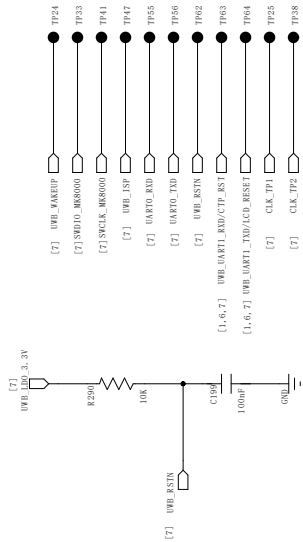 TP24
TP33
TP41
TP47
TP55
TP56
TP62
TP63
TP64
TP25
TP38
[7] UWB_WAKEUP
[7] SWDIO_MK8000
[7] SWCLK_MK8000
[7] UWB_ISP
[7] UART0_RXD
[7] UART0_TXD
[7] UWB_RSTN
[1,6,7] UWB_UART1_RXD/CTP_RST
[1,6,7] UWB_UART1_TXD/LCD_RESET
[7] CLK_TP1
[7] CLK_TP2
[7]
UWB_LDO_3.3V
R290
10K
C199
100nF
GND
[7] UWB_RSTN